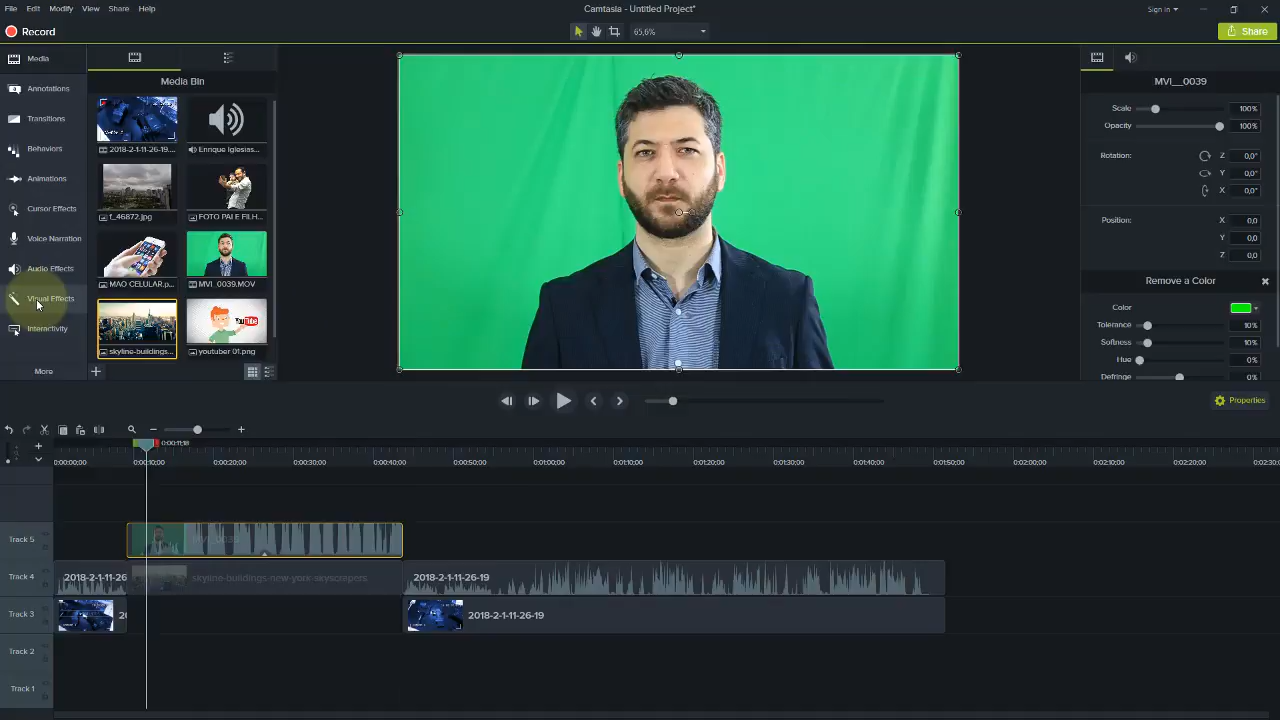 File Edit Modify View Share Help
Camtasia - Untitled Project*
Sign in
Record
65,6%
Share
Media
Annotations
Transitions
Behaviors
Animations
Cursor Effects
Voice Narration
Audio Effects
Visual Effects
Interactivity
More
Media Bin
2018-2-1-11-26-19....
Enrique Iglesias...
f_46872.jpg
FOTO PAI E FILH...
MAO CELULAR.p...
MVI_0039.MOV
skyline-buildings...
youtuber 01.png
MVI__0039
Scale 100%
Opacity 100%
Rotation: Z 0,0°
Y 0,0°
X 0,0°
Position: X 0,0
Y 0,0
Z 0,0
Remove a Color
Color
Tolerance 10%
Softness 10%
Hue 0%
Defringe 0%
Properties
0:00:11;18
0:00:00;00 0:00:10;00 0:00:20;00 0:00:30;00 0:00:40;00 0:00:50;00 0:01:00;00 0:01:10;00 0:01:20;00 0:01:30;00 0:01:40;00 0:01:50;00 0:02:00;00 0:02:10;00 0:02:20;00 0:02:30;0
Track 5
Track 4 2018-2-1-11-26 skyline-buildings-new-york-skyscrepers 2018-2-1-11-26-19
Track 3 2018-2-1-11-26-19
Track 2
Track 1